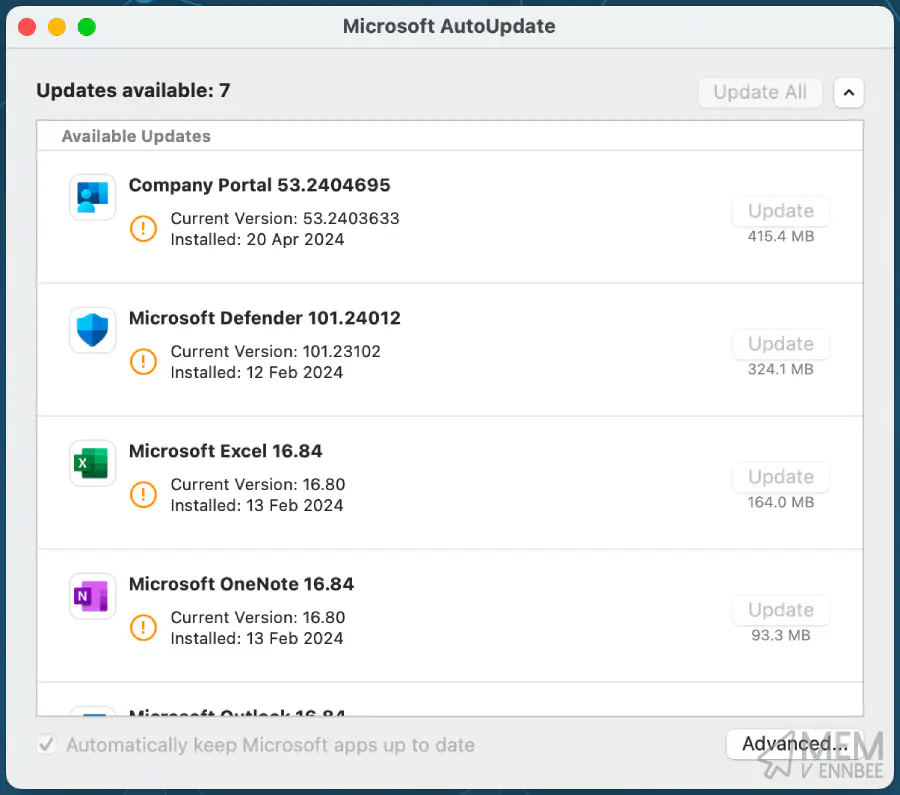 Microsoft AutoUpdate
Updates available: 7
Update All
Available Updates
Company Portal 53.2404695
Current Version: 53.2403633
Installed: 20 Apr 2024
Update
415.4 MB
Microsoft Defender 101.24012
Current Version: 101.23102
Installed: 12 Feb 2024
Update
324.1 MB
Microsoft Excel 16.84
Current Version: 16.80
Installed: 13 Feb 2024
Update
164.0 MB
Microsoft OneNote 16.84
Current Version: 16.80
Installed: 13 Feb 2024
Update
93.3 MB
Microsoft Outlook 16.84
Automatically keep Microsoft apps up to date
Advanced...
MEM
VENNBEE